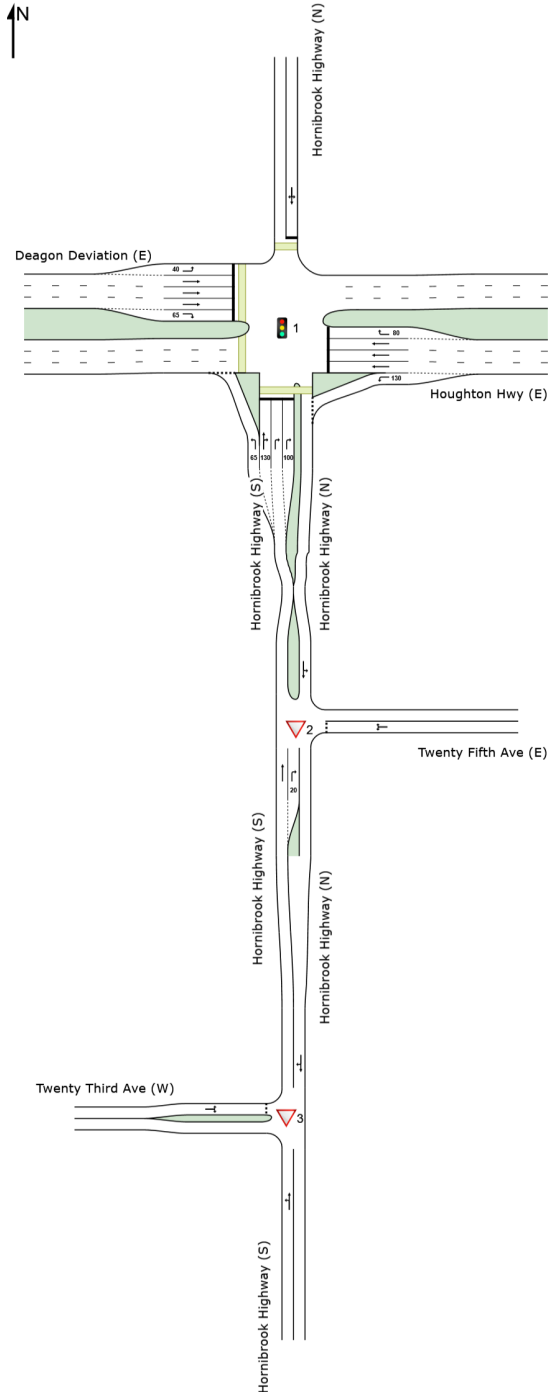 N
Hornibrook Highway (N)
Deagon Deviation (E)
40
65
1
80
130
Houghton Hwy (E)
65
130
100
Hornibrook Highway (S)
Hornibrook Highway (N)
2
Twenty Fifth Ave (E)
20
Hornibrook Highway (S)
Hornibrook Highway (N)
Twenty Third Ave (W)
3
Hornibrook Highway (S)